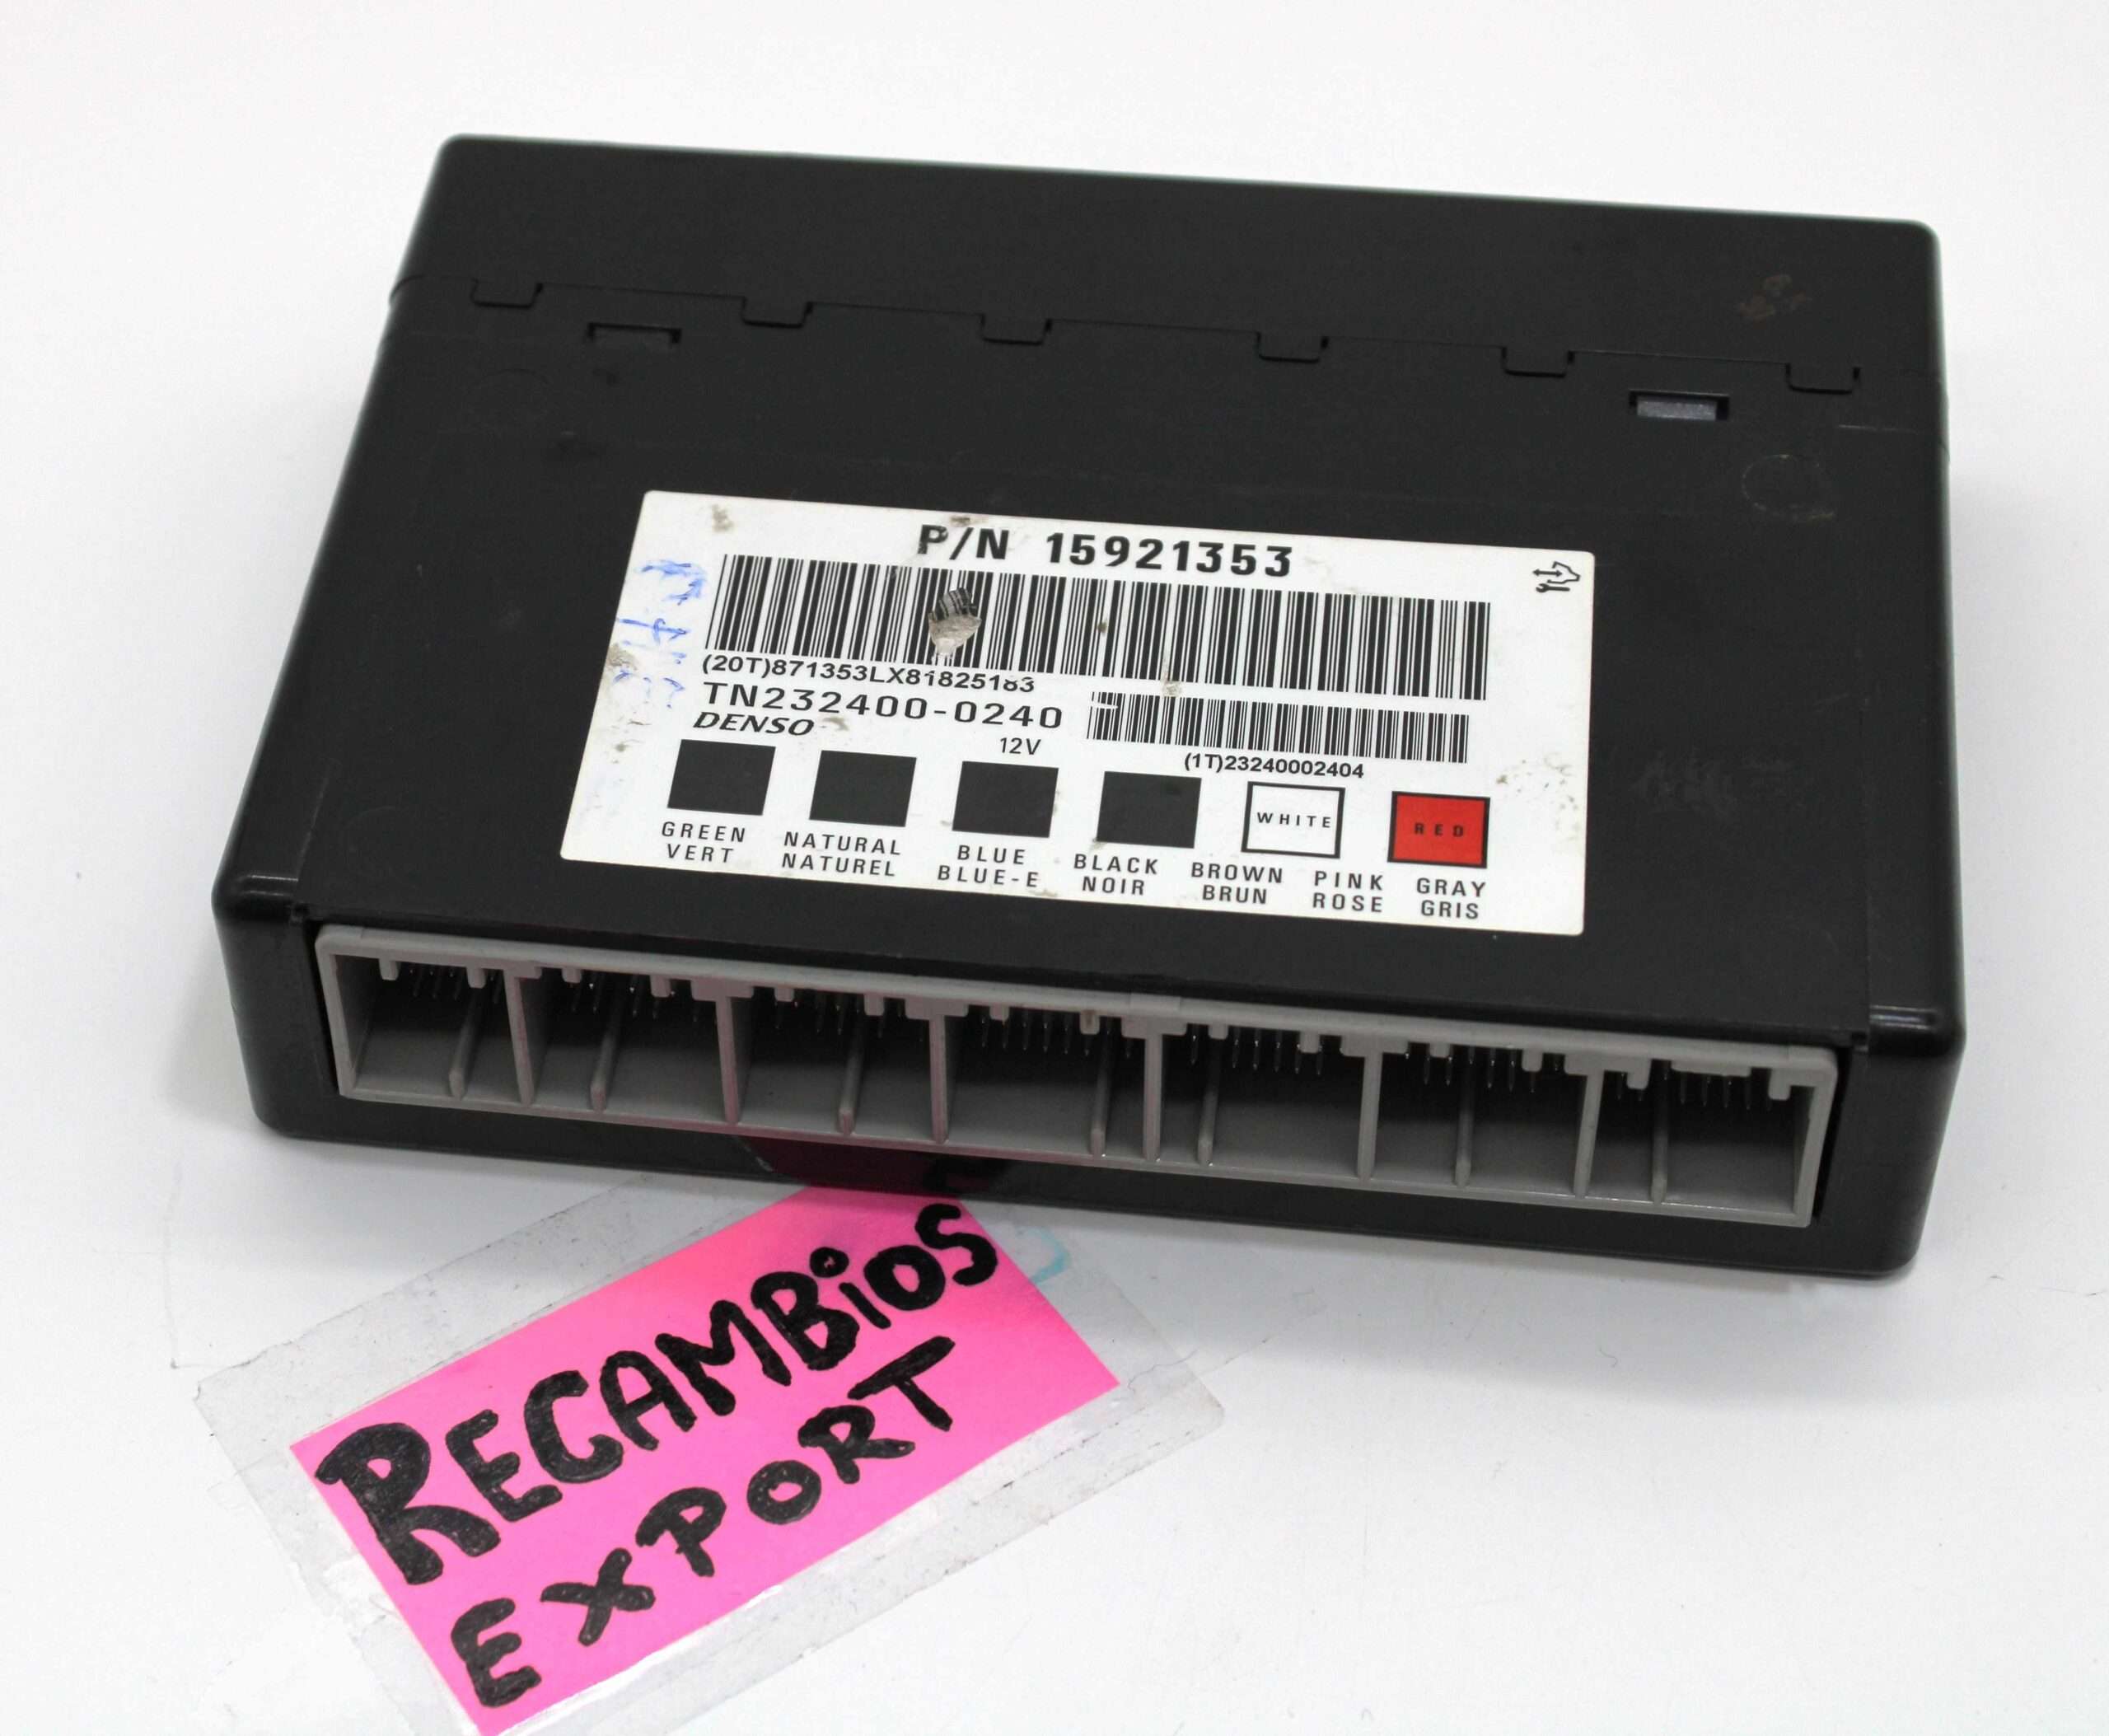 P/N 15921353
(20T)871353LX81825183
TN232400-0240
DENSO
12V
(1T)23240002404
WHITE
RED
GREEN
VERT
NATURAL
NATUREL
BLUE
BLUE-E
BLACK
NOIR
BROWN
BRUN
PINK
ROSE
GRAY
GRIS
RECAMBiOS
EXPORT